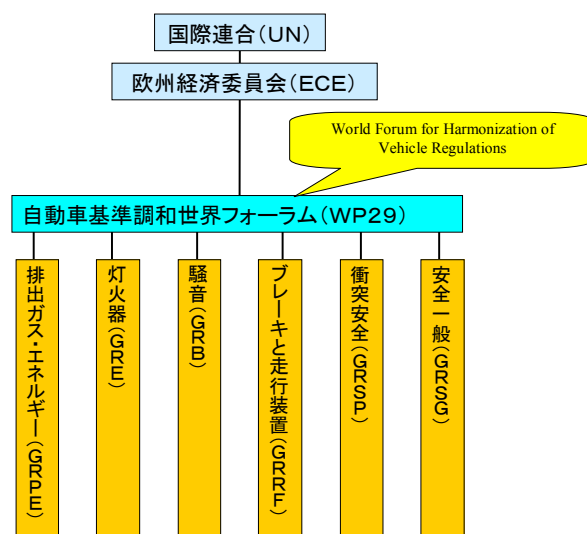 国際連合(UN)
欧州経済委員会(ECE)
World Forum for Harmonization of
Vehicle Regulations
自動車基準調和世界フォーラム(WP29)
排出ガス・エネルギー(GRPE)
灯火器(GRE)
騒音(GRB)
ブレーキと走行装置(GRRF)
衝突安全(GRSP)
安全一般(GRSG)